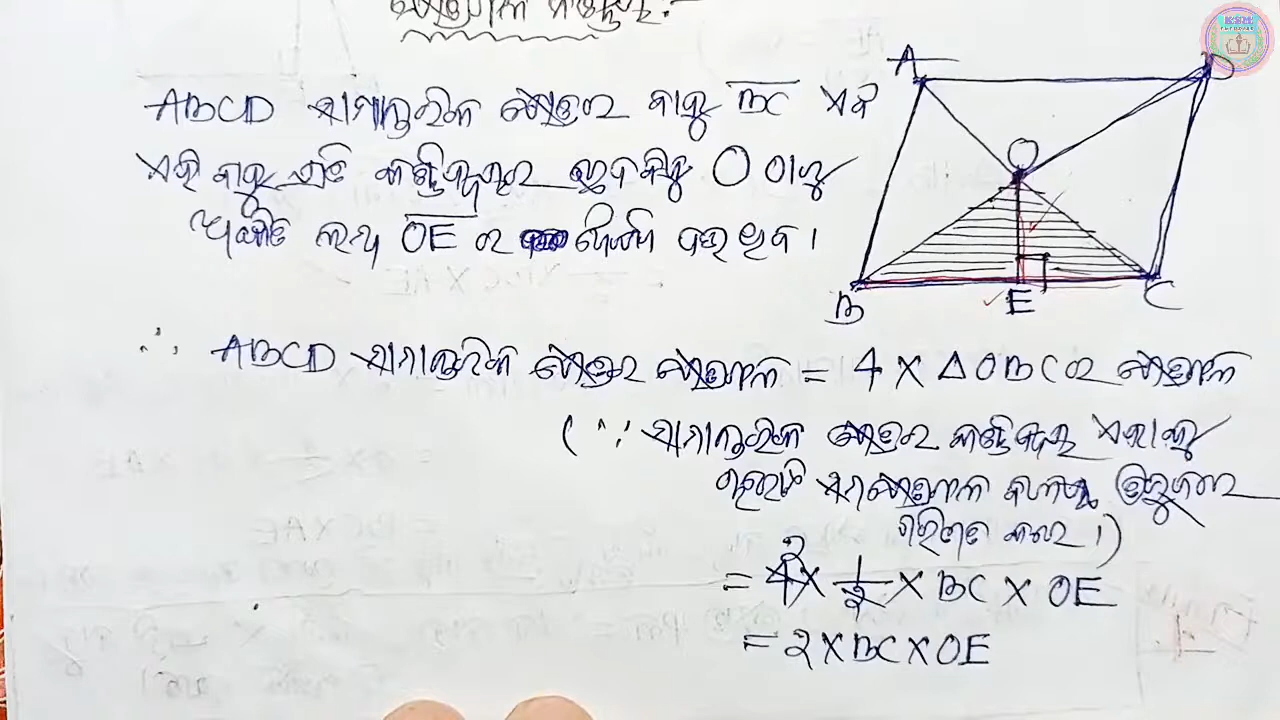 ABCD ସାମାନ୍ତରିକ କ୍ଷେତ୍ରର ବାହୁ BC ଏବଂ
ଏହି ବାହୁ ପ୍ରତି କର୍ଣ୍ଣଦ୍ୱୟର ଛେଦବିନ୍ଦୁ O ଠାରୁ
ଅଙ୍କିତ ଲମ୍ବ OE ର ଦୈର୍ଘ୍ୟ
∴ ABCD ସାମାନ୍ତରିକ କ୍ଷେତ୍ରର କ୍ଷେତ୍ରଫଳ = 4 × ΔOBC ର କ୍ଷେତ୍ରଫଳ
(∵ ସାମାନ୍ତରିକ କ୍ଷେତ୍ରର କର୍ଣ୍ଣଦ୍ୱୟ ଏହାକୁ
ସମକ୍ଷେତ୍ରଫଳ ତ୍ରିଭୁଜରେ
ପରିଣତ କରେ ।)
= 4 × 1/2 × BC × OE
2
= 2 × BC × OE
A
D
O
B
E
C